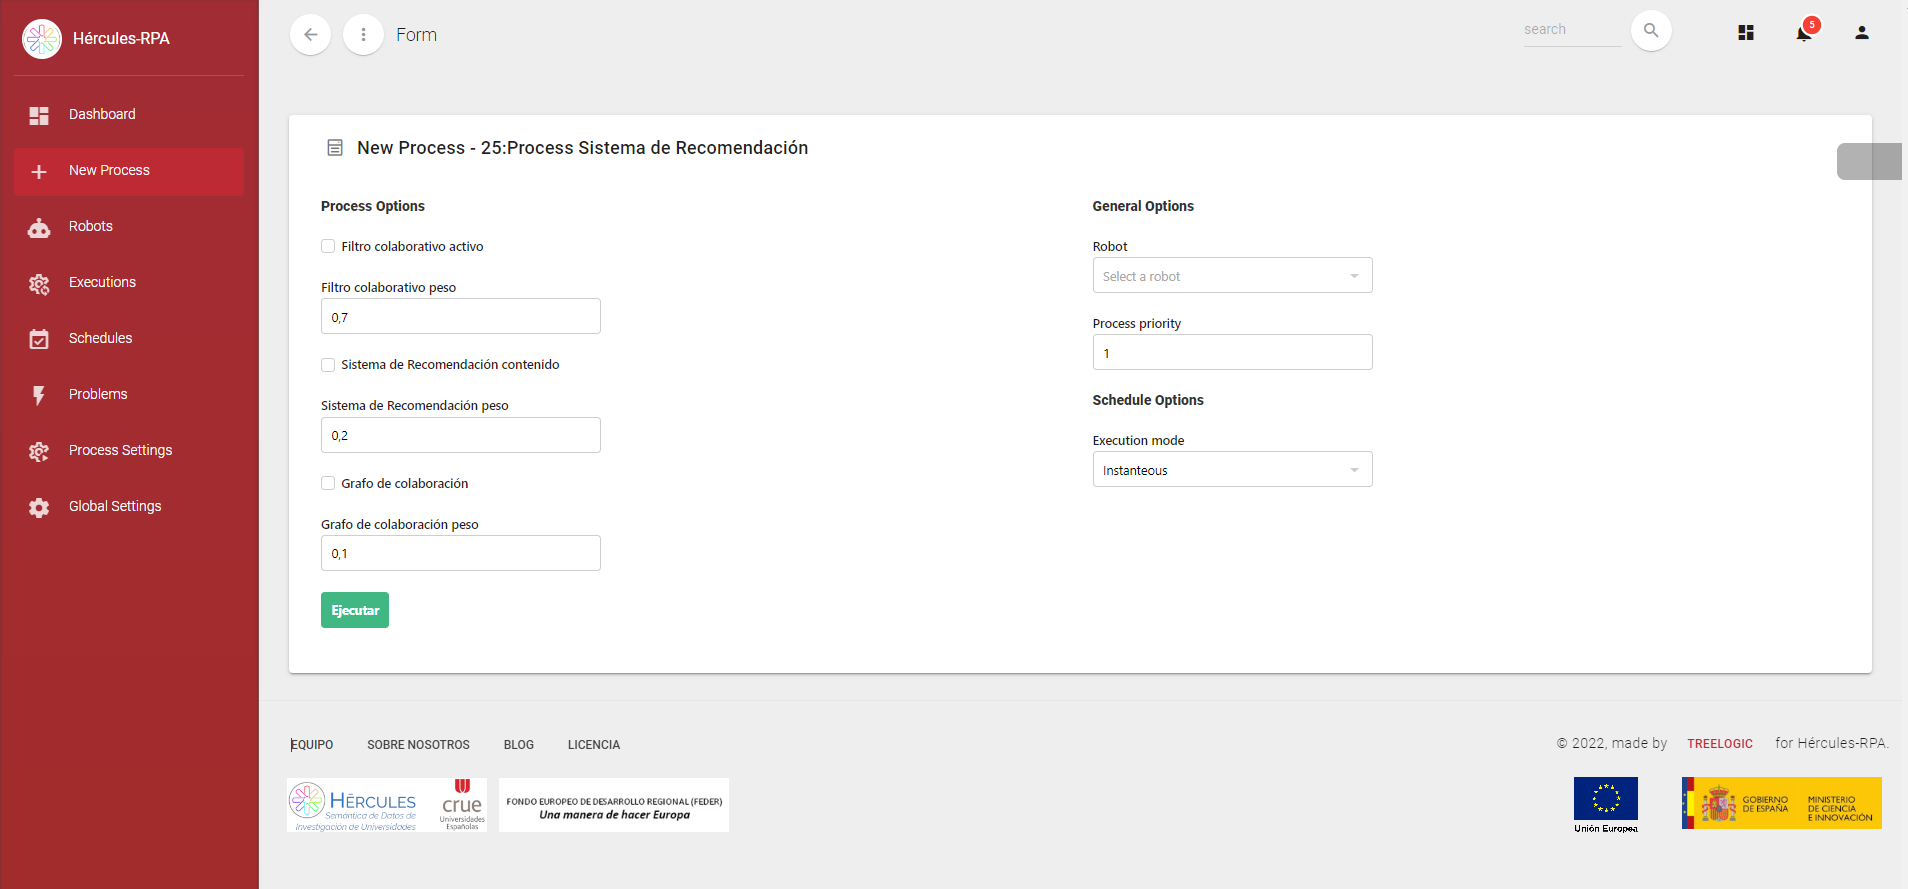 Hércules-RPA
Dashboard
New Process
Robots
Executions
Schedules
Problems
Process Settings
Global Settings
Form
search
5
New Process - 25:Process Sistema de Recomendación
Process Options
Filtro colaborativo activo
Filtro colaborativo peso
0,7
Sistema de Recomendación contenido
Sistema de Recomendación peso
0,2
Grafo de colaboración
Grafo de colaboración peso
0,1
Ejecutar
General Options
Robot
Select a robot
Process priority
1
Schedule Options
Execution mode
Instanteous
EQUIPO SOBRE NOSOTROS BLOG LICENCIA
© 2022, made by TREELOGIC for Hércules-RPA.
HÉRCULES
Semántica de Datos de
Investigación de Universidades
crue
Universidades
Españolas
FONDO EUROPEO DE DESARROLLO REGIONAL (FEDER)
Una manera de hacer Europa
Unión Europea
GOBIERNO
DE ESPAÑA
MINISTERIO
DE CIENCIA
E INNOVACIÓN